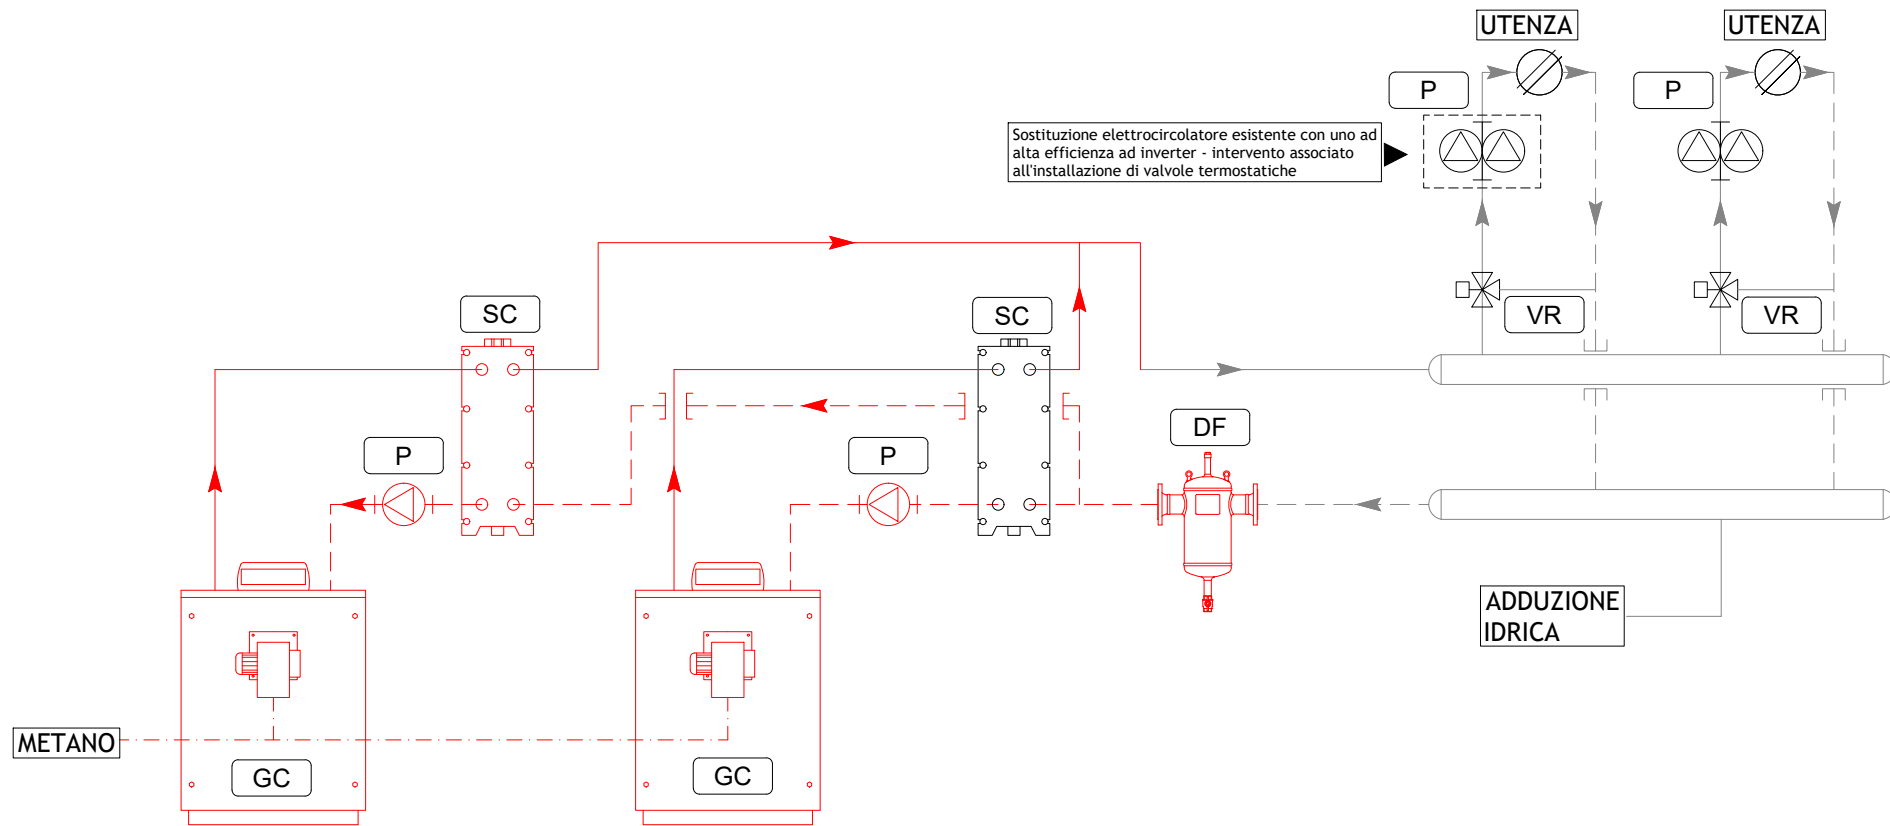 UTENZA
UTENZA
P
P
Sostituzione elettrocircolatore esistente con uno ad
alta efficienza ad inverter - intervento associato
all'installazione di valvole termostatiche
SC
SC
VR
VR
P
P
DF
ADDUZIONE
IDRICA
METANO
GC
GC